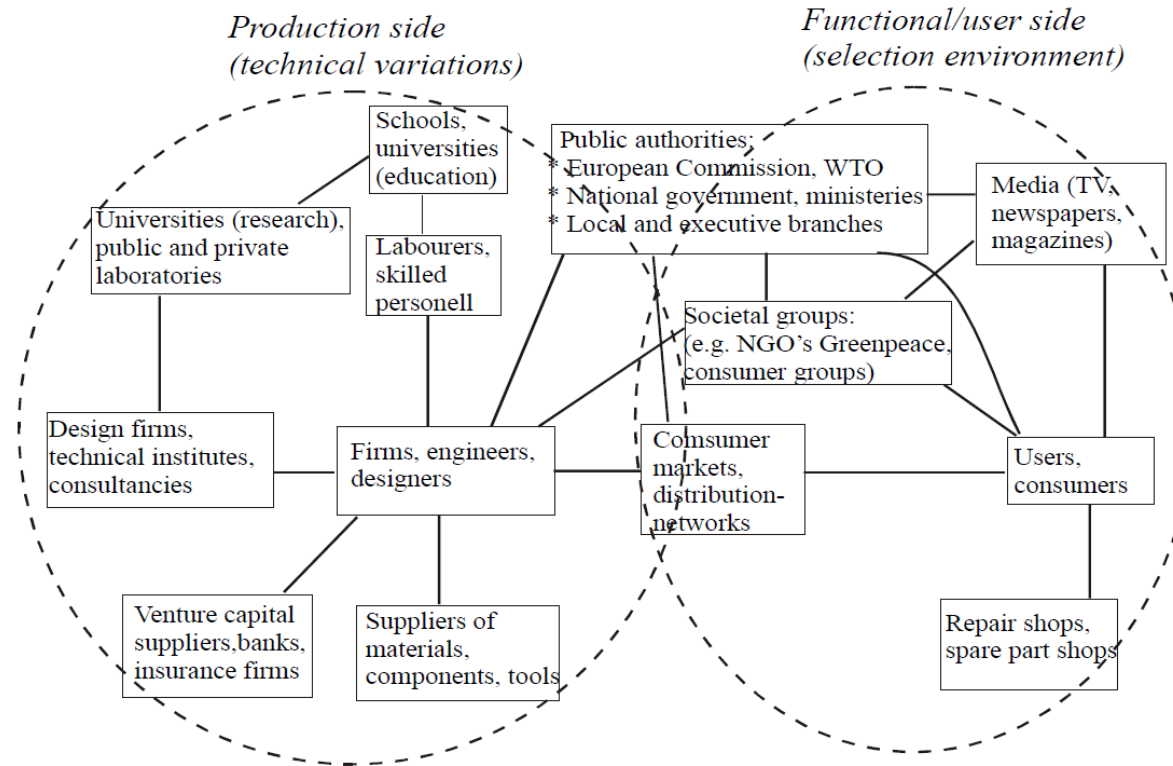 Production side
(technical variations)
Functional/user side
(selection environment)
Schools,
universities
(education)
Public authorities;
* European Commission, WTO
* National government, ministeries
* Local and executive branches
Media (TV,
newspapers,
magazines)
Universities (research),
public and private
laboratories
Labourers,
skilled
personell
Societal groups:
(e.g. NGO’s Greenpeace,
consumer groups)
Design firms,
technical institutes,
consultancies
Firms, engineers,
designers
Comsumer
markets,
distribution-
networks
Users,
consumers
Venture capital
suppliers,banks,
insurance firms
Suppliers of
materials,
components, tools
Repair shops,
spare part shops